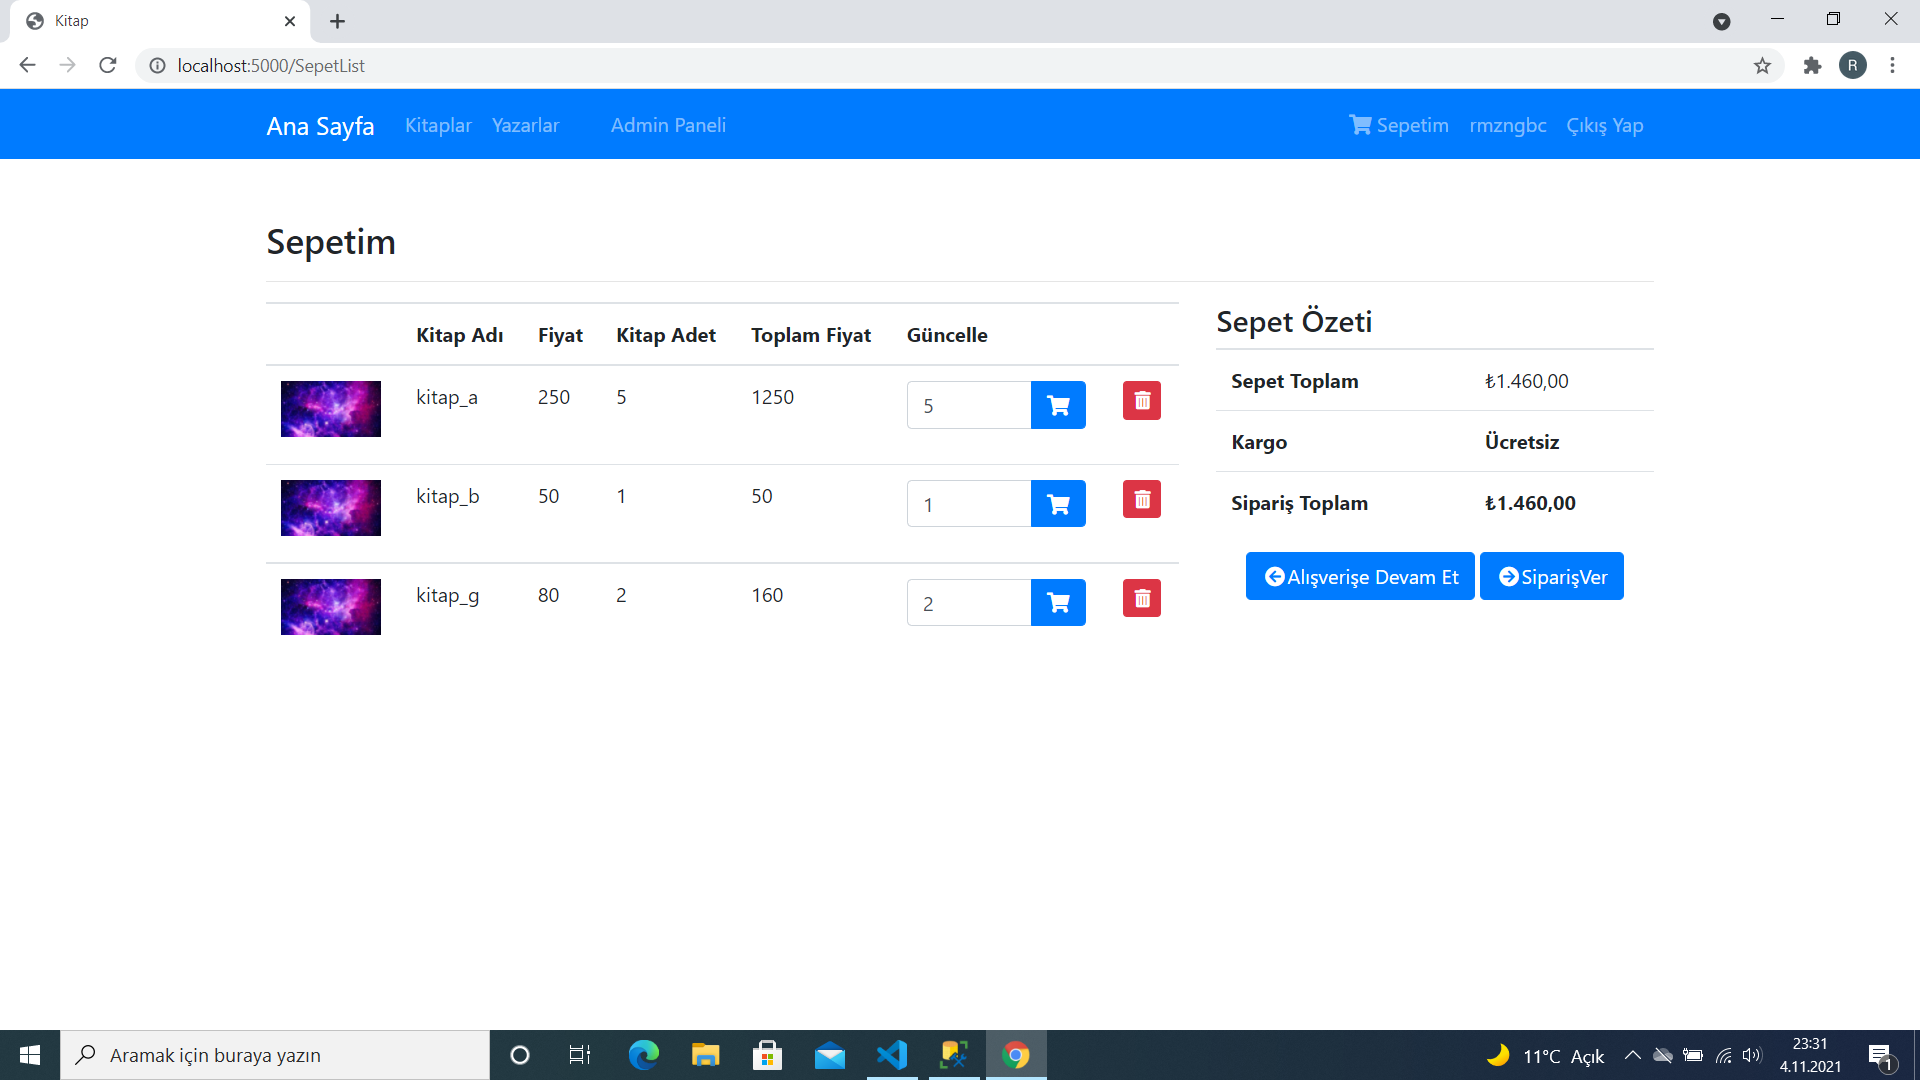 Kitap
localhost:5000/SepetList
R
Ana Sayfa Kitaplar Yazarlar Admin Paneli Sepetim rmzngbc Çıkış Yap
Sepetim
Kitap Adı Fiyat Kitap Adet Toplam Fiyat Güncelle
kitap_a 250 5 1250 5
kitap_b 50 1 50 1
kitap_g 80 2 160 2
Sepet Özeti
Sepet Toplam ₺1.460,00
Kargo Ücretsiz
Sipariş Toplam ₺1.460,00
Alışverişe Devam Et SiparişVer
Aramak için buraya yazın
11°C Açık
23:31
4.11.2021
1